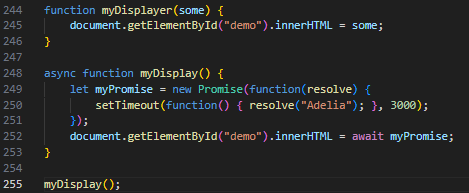 244 function myDisplayer(some) {
245     document.getElementById("demo").innerHTML = some;
246 }
247
248 async function myDisplay() {
249     let myPromise = new Promise(function(resolve) {
250         setTimeout(function() { resolve("Adelia"); }, 3000);
251     });
252     document.getElementById("demo").innerHTML = await myPromise;
253 }
254
255 myDisplay();